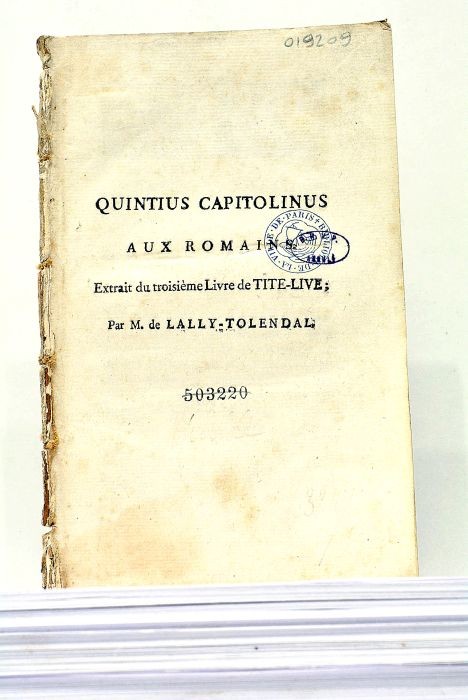 019209
QUINTIUS CAPITOLINUS
AUX ROMAINS.
Extrait du troisième Livre de TITE-LIVE;
Par M. de LALLY-TOLENDAL.
503220